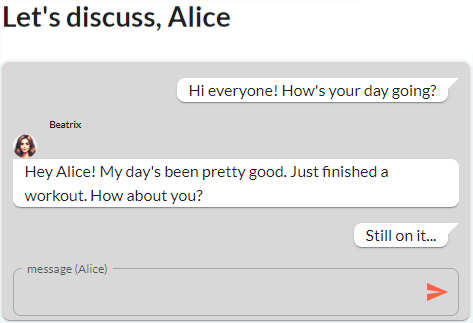 Let's discuss, Alice
Hi everyone! How's your day going?
Beatrix
Hey Alice! My day's been pretty good. Just finished a
workout. How about you?
Still on it...
message (Alice)